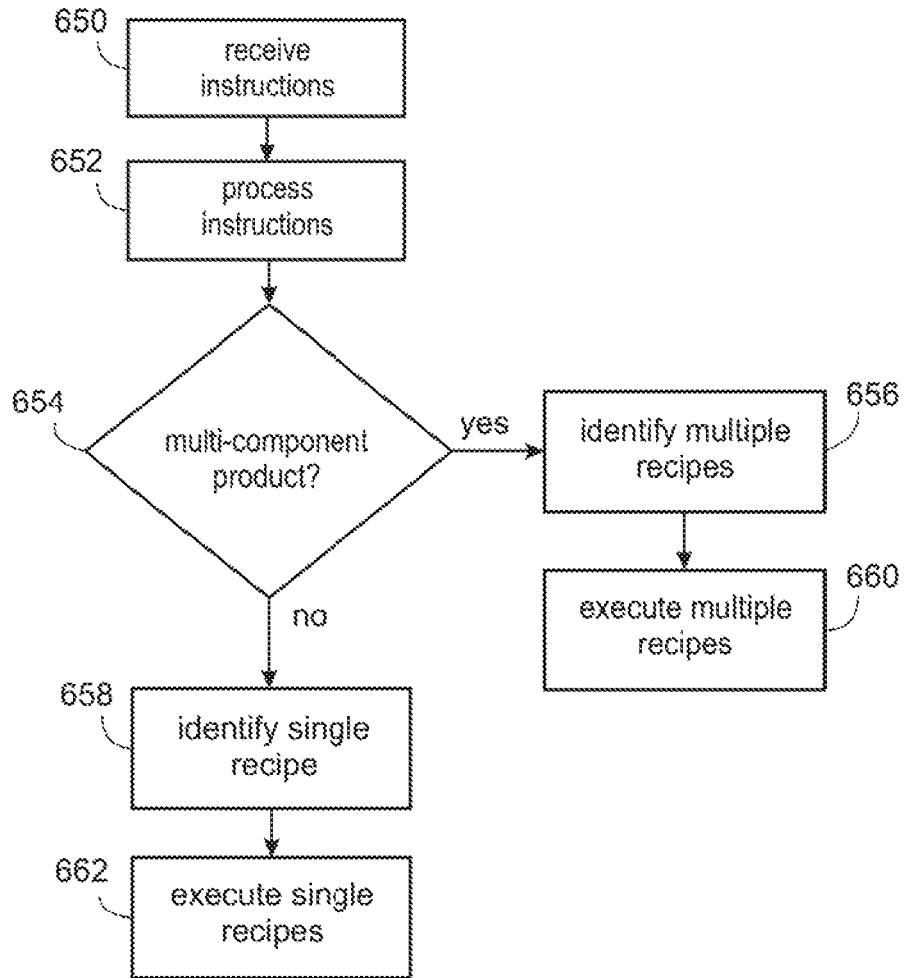 650
receive
instructions
652
process
instructions
654
multi-component
product?
yes
656
identify multiple
recipes
660
execute multiple
recipes
no
658
identify single
recipe
662
execute single
recipes